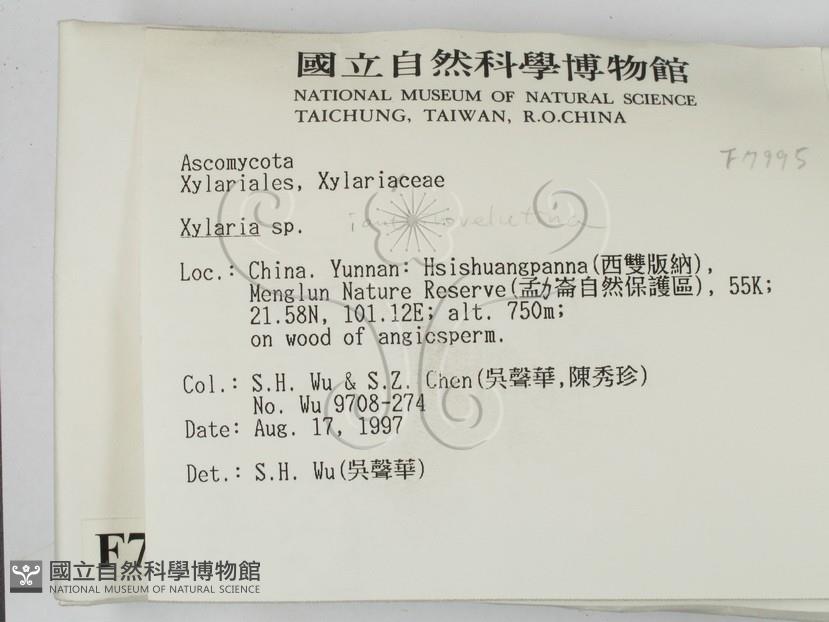 國立自然科學博物館
NATIONAL MUSEUM OF NATURAL SCIENCE
TAICHUNG, TAIWAN, R.O.CHINA
F7995
Ascomycota
Xylariales, Xylariaceae
Xylaria sp.
Loc.: China. Yunnan: Hsishuangpanna(西雙版納),
Menglun Nature Reserve(孟力崙自然保護區), 55K;
21.58N, 101.12E; alt. 750m;
on wood of angiosperm.
Col.: S.H. Wu & S.Z. Chen(吳聲華,陳秀珍)
No. Wu 9708-274
Date: Aug. 17, 1997
Det.: S.H. Wu(吳聲華)
F7
國立自然科學博物館
NATIONAL MUSEUM OF NATURAL SCIENCE